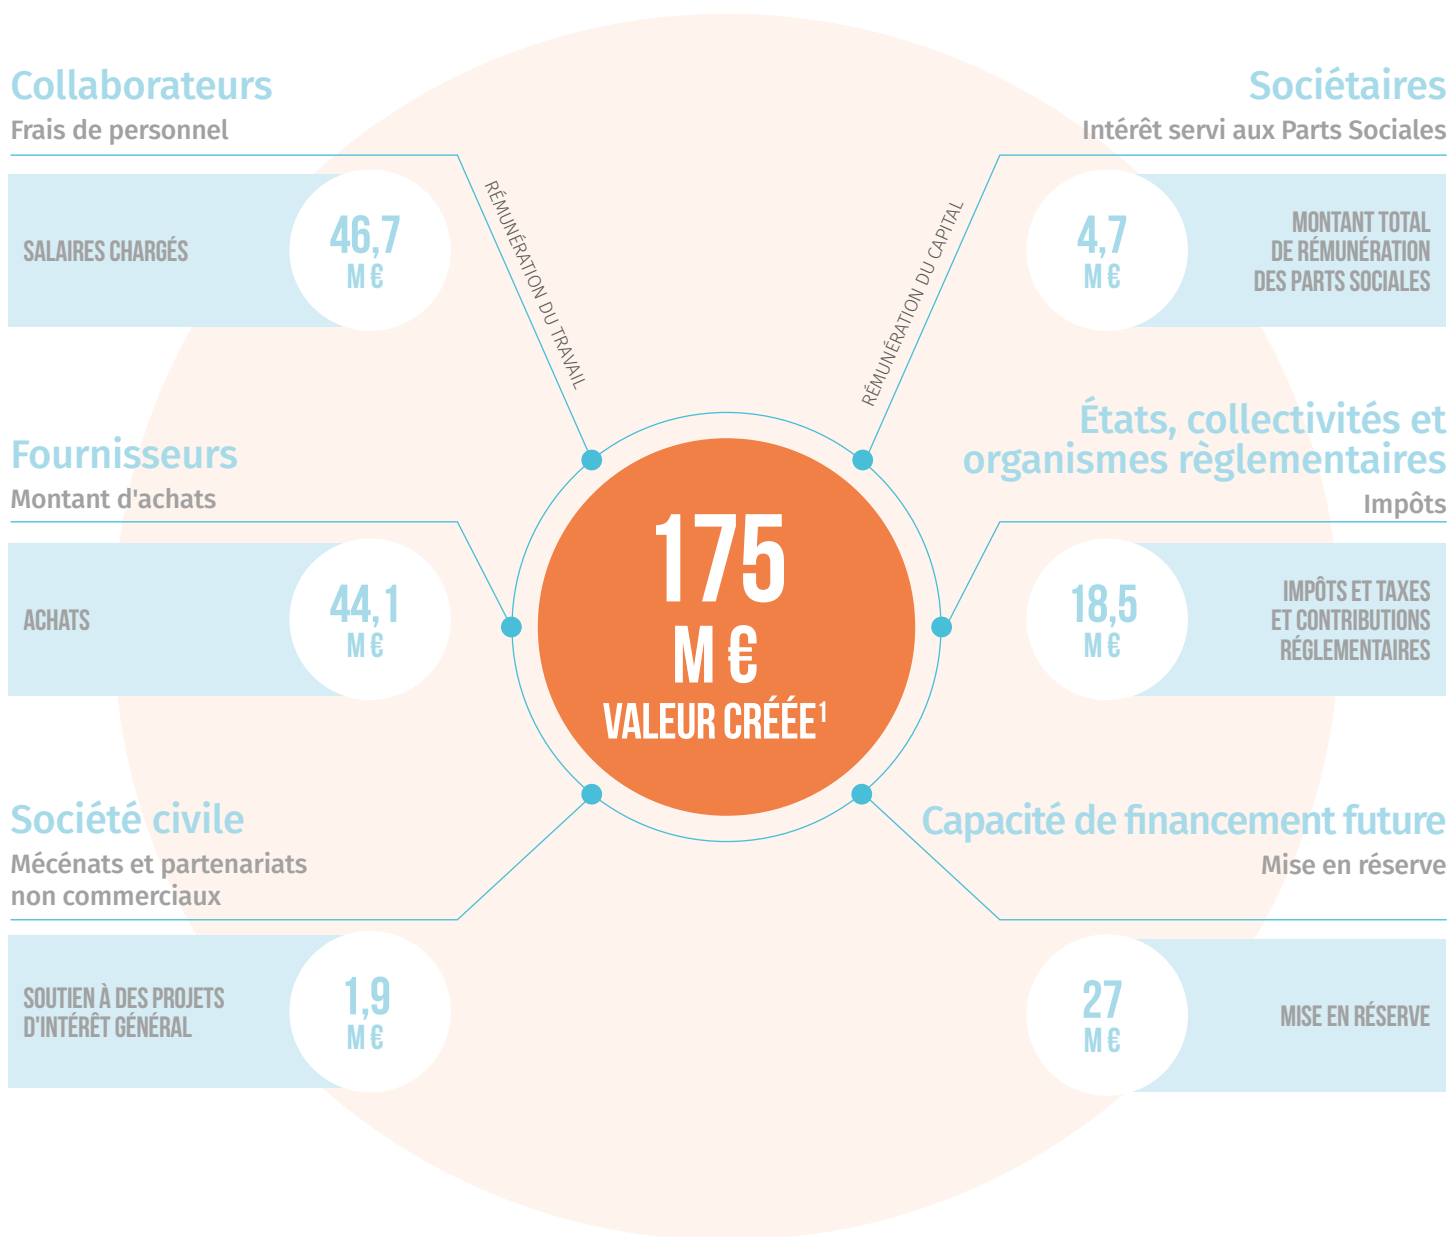 Collaborateurs
Frais de personnel
SALAIRES CHARGÉS
46,7
M €
RÉMUNÉRATION DU TRAVAIL
Sociétaires
Intérêt servi aux Parts Sociales
4,7
M €
MONTANT TOTAL
DE RÉMUNÉRATION
DES PARTS SOCIALES
RÉMUNÉRATION DU CAPITAL
Fournisseurs
Montant d'achats
ACHATS
44,1
M €
175
M €
VALEUR CRÉÉE¹
États, collectivités et
organismes règlementaires
Impôts
18,5
M €
IMPÔTS ET TAXES
ET CONTRIBUTIONS
RÉGLEMENTAIRES
Société civile
Mécénats et partenariats
non commerciaux
SOUTIEN À DES PROJETS
D'INTÉRÊT GÉNÉRAL
1,9
M €
Capacité de financement future
Mise en réserve
27
M €
MISE EN RÉSERVE